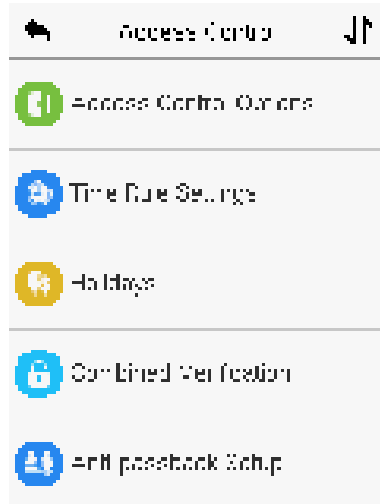 Access Control
Access Control Options
Time Rule Settings
Holidays
Combined Verification
Anti-passback Setup